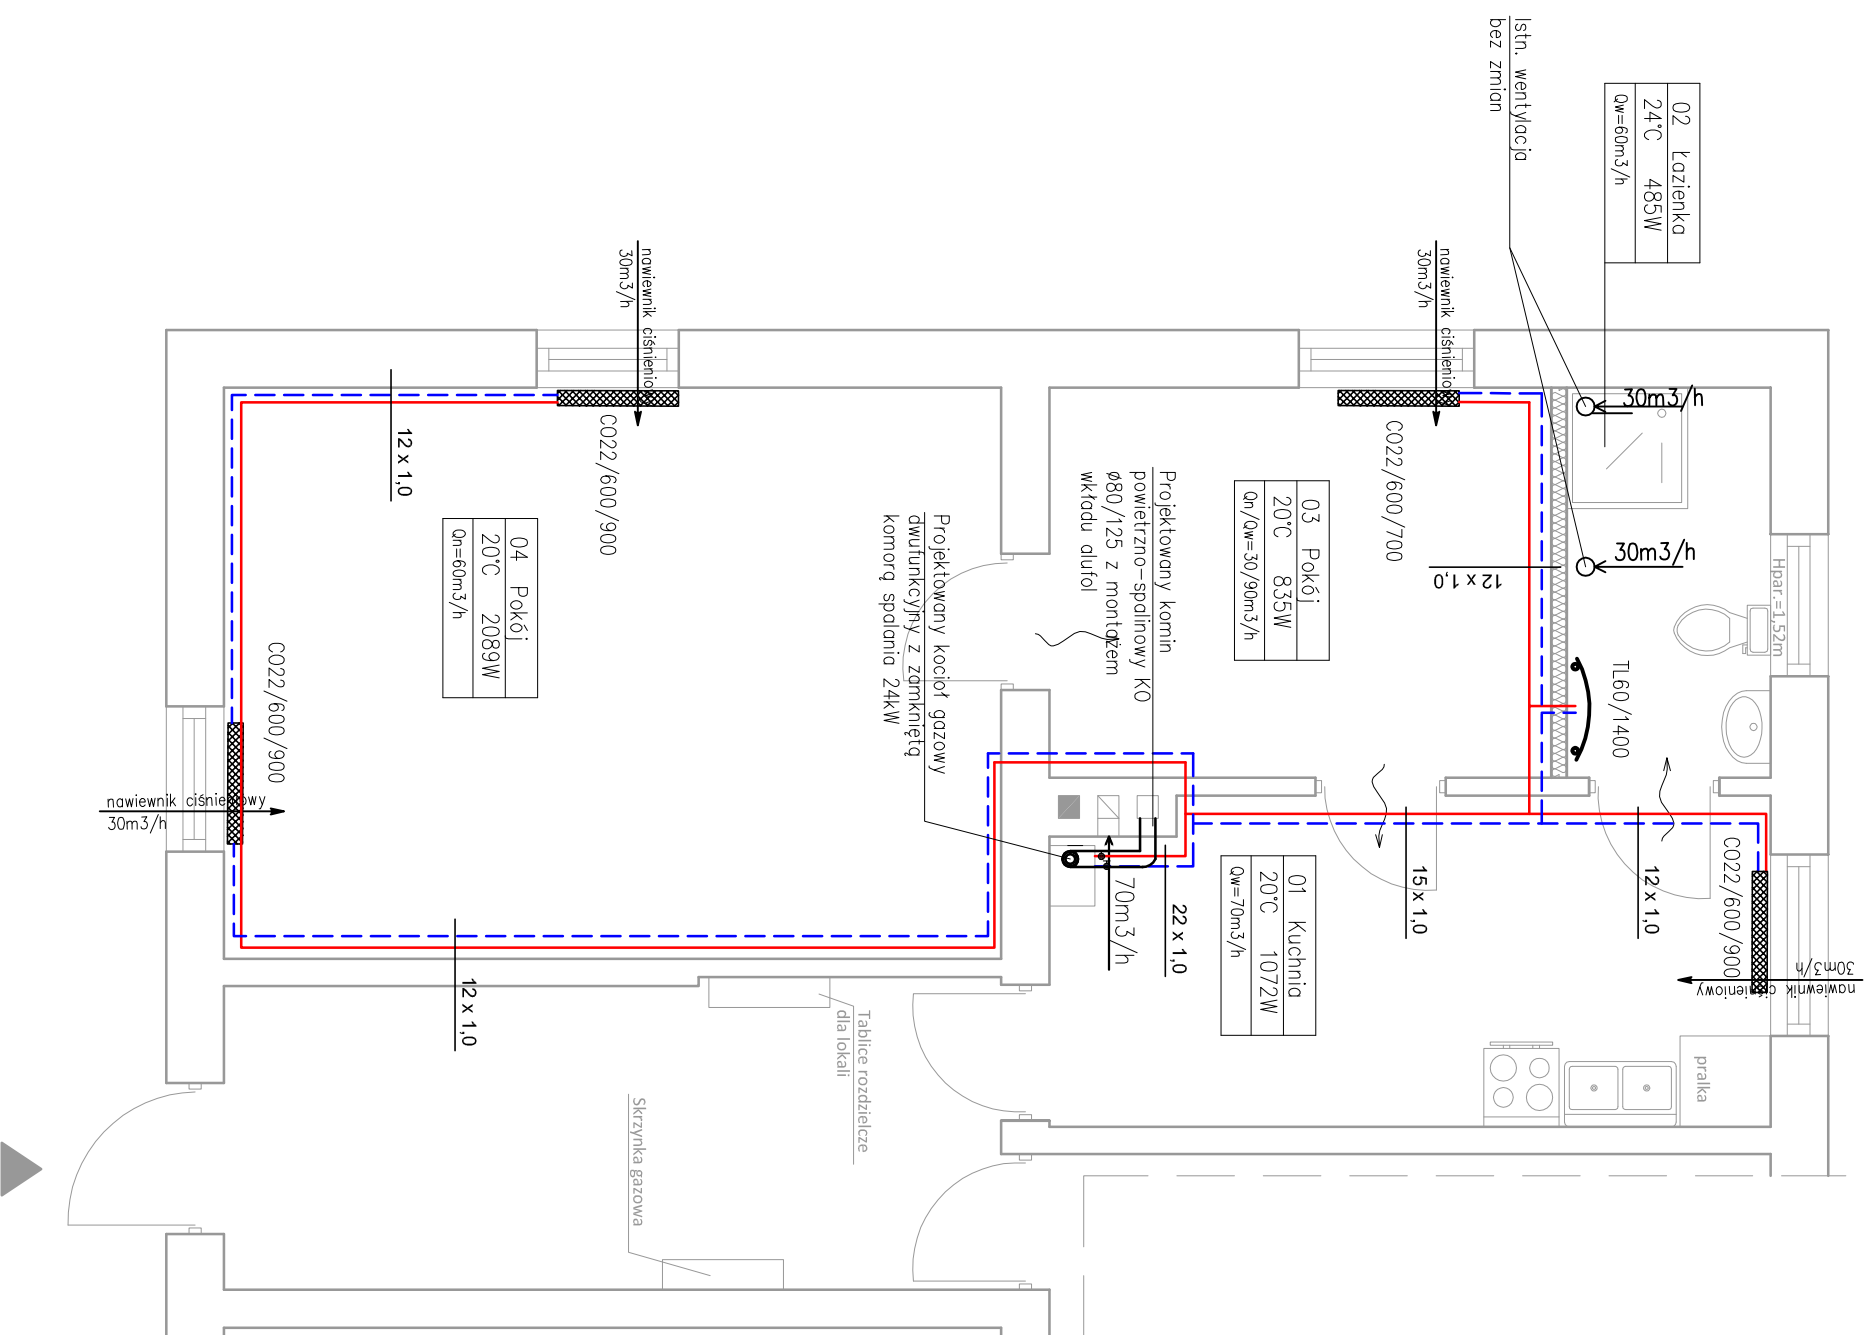 Istn. wentylacja
bez zmian
02 Łazienka
24°C 485W
Qw=60m3/h
nawiewnik ciśnieniowy
30m3/h
nawiewnik ciśnieniowy
30m3/h
30m3/h
30m3/h
Hpar.=1,52m
TL60/1400
12 x 1,0
C022/600/900
12 x 1,0
C022/600/700
03 Pokój
20°C 835W
Qn/Qw=30/90m3/h
Projektowany komin
powietrzno-spalinowy KO
ø80/125 z montażem
wkładu alufol
Projektowany kocioł gazowy
dwufunkcyjny z zamkniętą
komorą spalania 24kW
04 Pokój
20°C 2089W
Qn=60m3/h
C022/600/900
nawiewnik ciśnieniowy
30m3/h
12 x 1,0
15 x 1,0
12 x 1,0
C022/600/900
30m3/h
nawiewnik ciśnieniowy
22 x 1,0
70m3/h
01 Kuchnia
20°C 1072W
Qw=70m3/h
pralka
Tablice rozdzielcze
dla lokali
Skrzynka gazowa